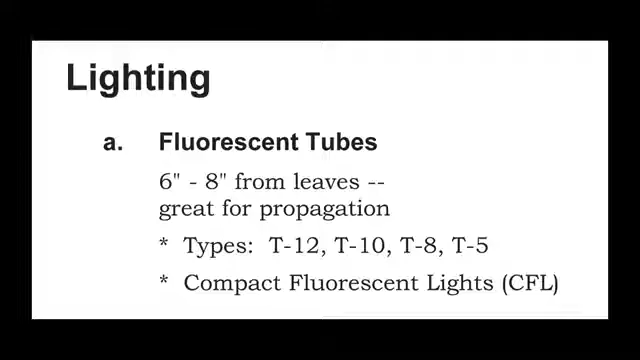 Lighting
a. Fluorescent Tubes
6" - 8" from leaves --
great for propagation
* Types: T-12, T-10, T-8, T-5
* Compact Fluorescent Lights (CFL)